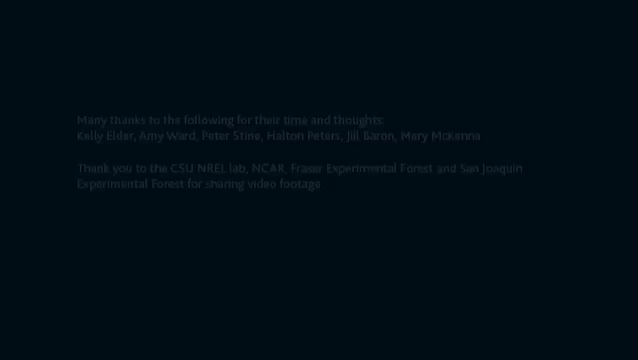 Many thanks to the following for their time and thoughts:
Kelly Elder, Amy Ward, Peter Stine, Halton Peters, Jill Baron, Mary McKenna
Thank you to the CSU NREL lab, NCAR, Fraser Experimental Forest and San Joaquin
Experimental Forest for sharing video footage